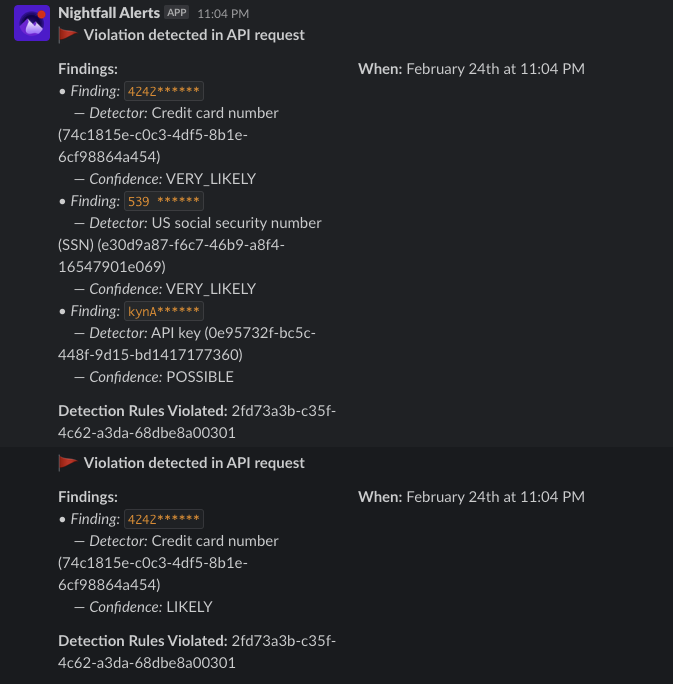 Nightfall Alerts APP 11:04 PM
Violation detected in API request
Findings:
When: February 24th at 11:04 PM
• Finding: 4242******
— Detector: Credit card number
(74c1815e-c0c3-4df5-8b1e-
6cf98864a454)
— Confidence: VERY_LIKELY
• Finding: 539 ******
— Detector: US social security number
(SSN) (e30d9a87-f6c7-46b9-a8f4-
16547901e069)
— Confidence: VERY_LIKELY
• Finding: kynA******
— Detector: API key (0e95732f-bc5c-
448f-9d15-bd1417177360)
— Confidence: POSSIBLE
Detection Rules Violated: 2fd73a3b-c35f-
4c62-a3da-68dbe8a00301
Violation detected in API request
Findings:
When: February 24th at 11:04 PM
• Finding: 4242******
— Detector: Credit card number
(74c1815e-c0c3-4df5-8b1e-
6cf98864a454)
— Confidence: LIKELY
Detection Rules Violated: 2fd73a3b-c35f-
4c62-a3da-68dbe8a00301